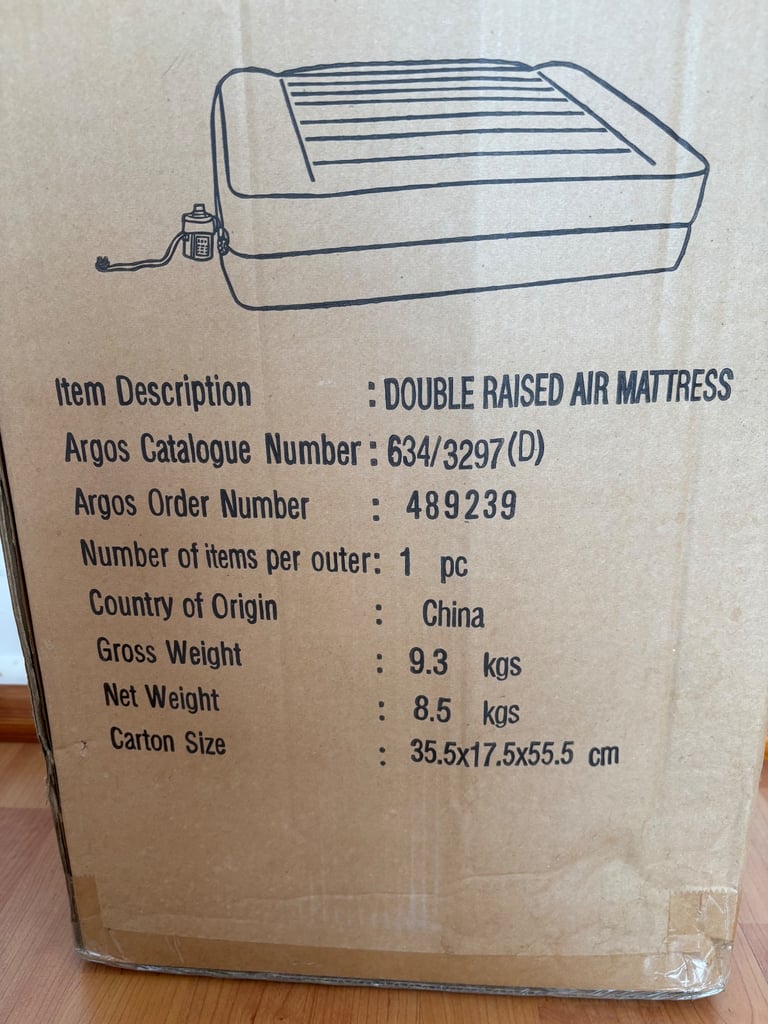 Item Description : DOUBLE RAISED AIR MATTRESS
Argos Catalogue Number : 634/3297(D)
Argos Order Number : 489239
Number of items per outer: 1 pc
Country of Origin : China
Gross Weight : 9.3 kgs
Net Weight : 8.5 kgs
Carton Size : 35.5x17.5x55.5 cm